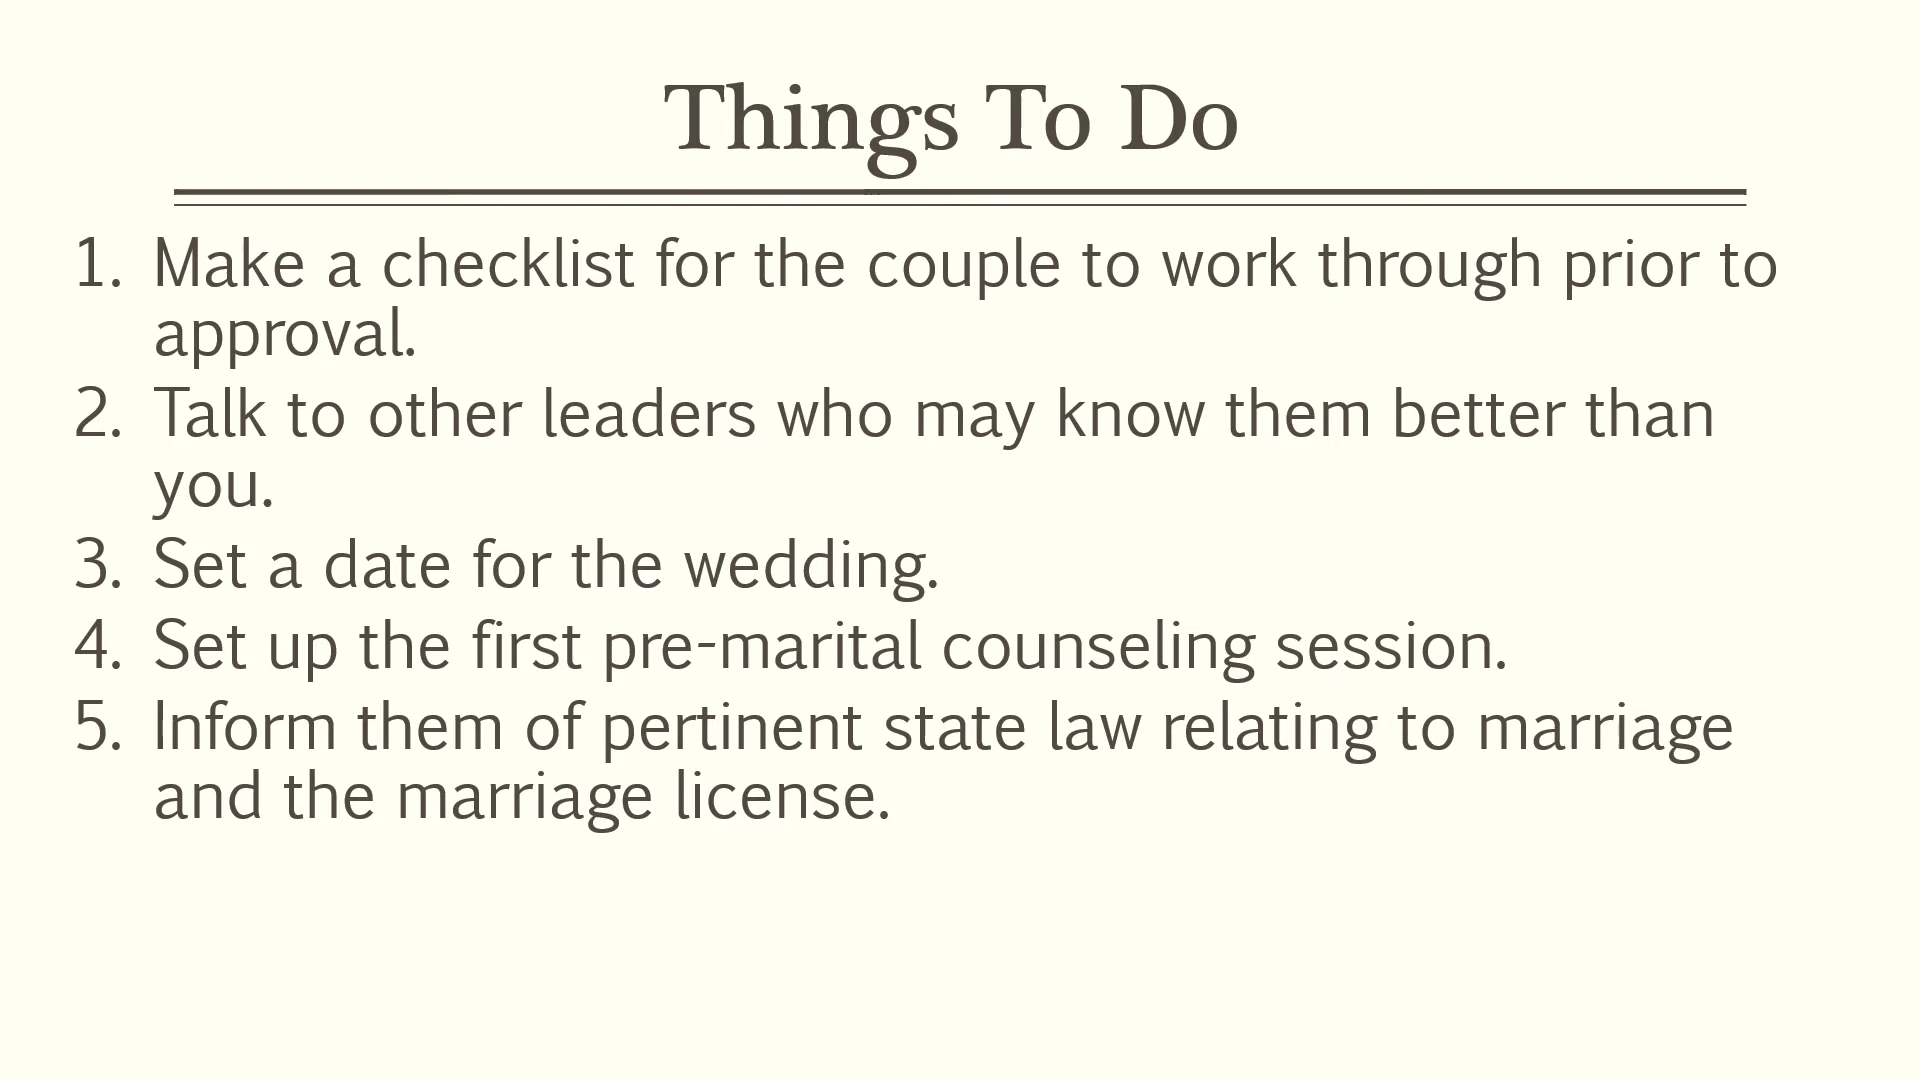 Things To Do
1. Make a checklist for the couple to work through prior to
approval.
2. Talk to other leaders who may know them better than
you.
3. Set a date for the wedding.
4. Set up the first pre-marital counseling session.
5. Inform them of pertinent state law relating to marriage
and the marriage license.